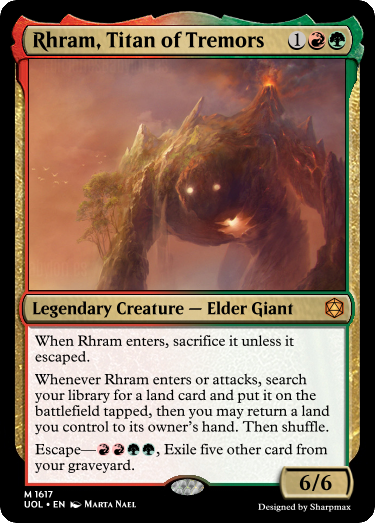 Rhram, Titan of Tremors 1
Legendary Creature — Elder Giant
When Rhram enters, sacrifice it unless it
escaped.
Whenever Rhram enters or attacks, search
your library for a land card and put it on the
battlefield tapped, then you may return a land
you control to its owner's hand. Then shuffle.
Escape—, Exile five other card from
your graveyard.
6/6
M 1617
UOL • EN Marta Nael
Designed by Sharpmax